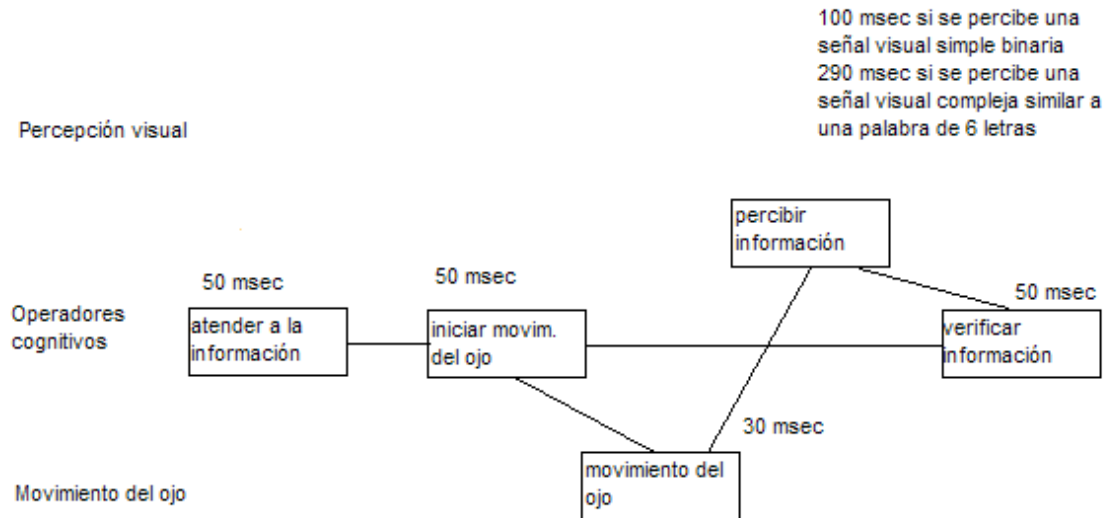 100 msec si se percibe una
señal visual simple binaria
290 msec si se percibe una
señal visual compleja similar a
una palabra de 6 letras
Percepción visual
percibir
información
50 msec
50 msec
50 msec
Operadores
cognitivos
atender a la
información
iniciar movim.
del ojo
verificar
información
30 msec
movimiento del
ojo
Movimiento del ojo